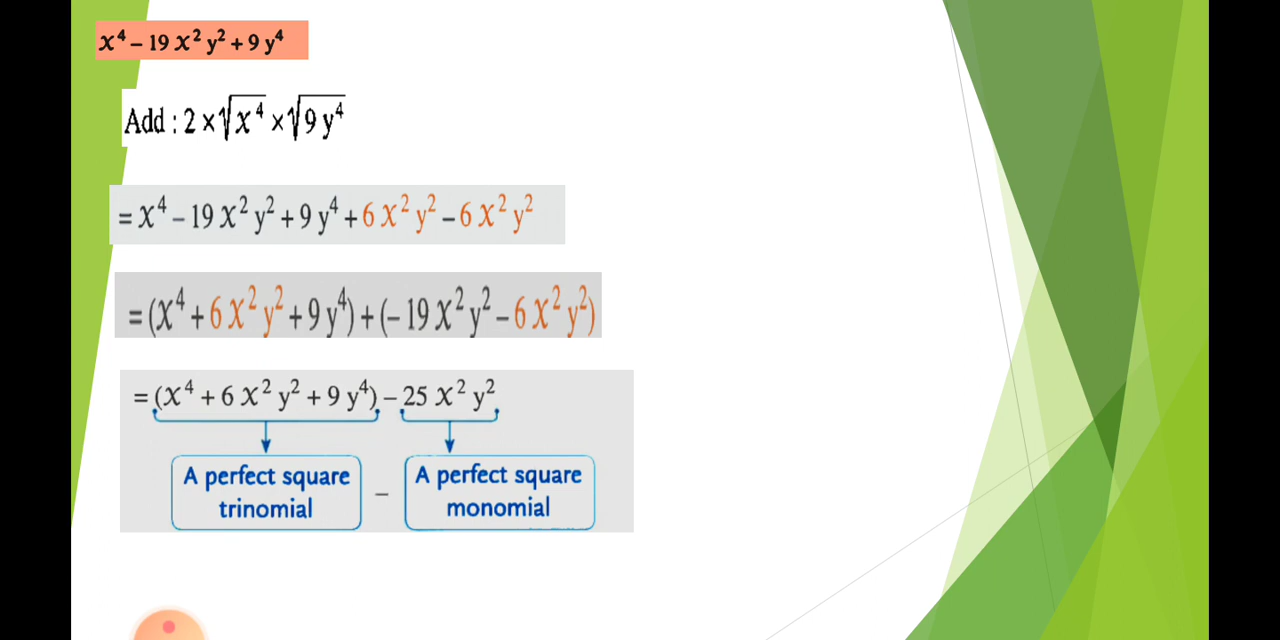 x⁴ – 19 x² y² + 9 y⁴
Add : 2 × √x⁴ × √9 y⁴
= x⁴ – 19 x² y² + 9 y⁴ + 6 x² y² – 6 x² y²
= (x⁴ + 6 x² y² + 9 y⁴) + (– 19 x² y² – 6 x² y²)
= (x⁴ + 6 x² y² + 9 y⁴) – 25 x² y²
A perfect square trinomial – A perfect square monomial